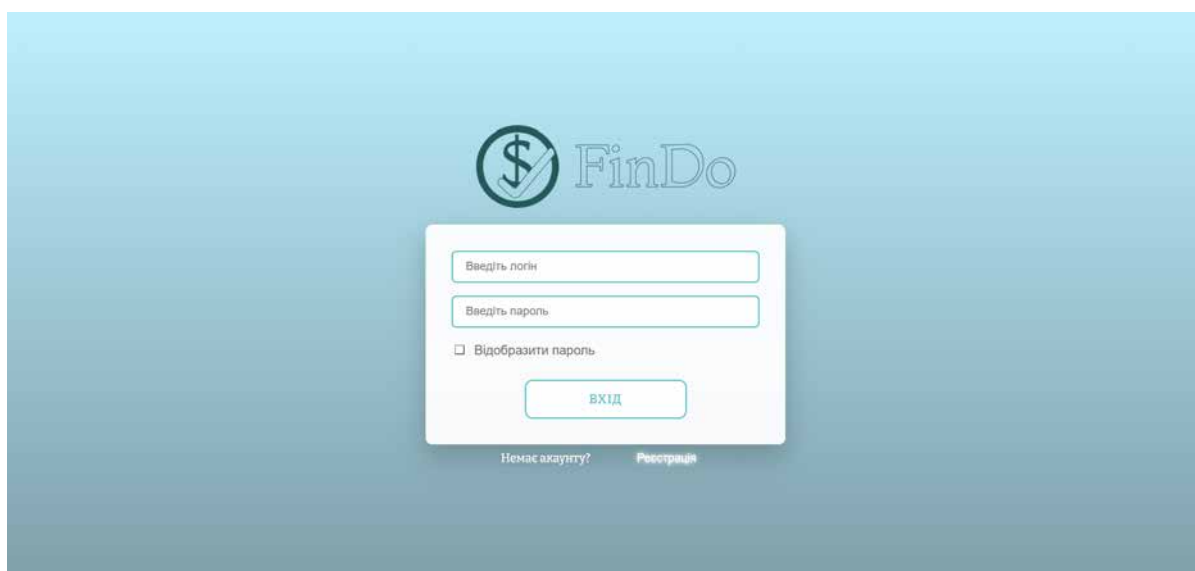 $ FinDo
Введіть логін
Введіть пароль
Відобразити пароль
ВХІД
Немає акаунту? Реєстрація